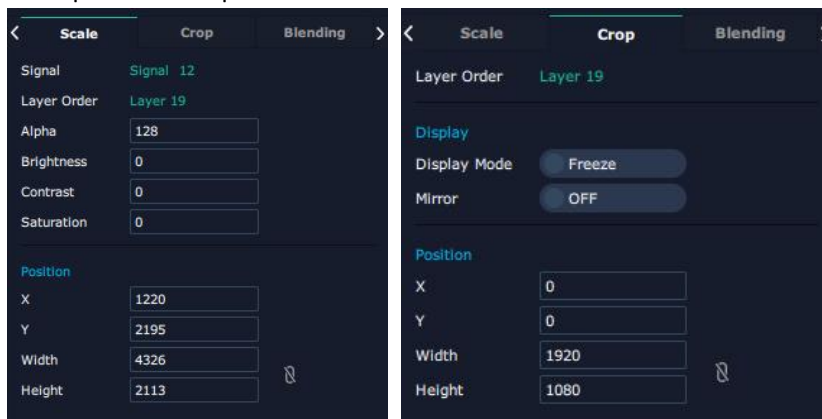 Scale Crop Blending
Signal Signal 12
Layer Order Layer 19
Alpha 128
Brightness 0
Contrast 0
Saturation 0
Position
X 1220
Y 2195
Width 4326
Height 2113
Scale Crop Blending
Layer Order Layer 19
Display
Display Mode Freeze
Mirror OFF
Position
X 0
Y 0
Width 1920
Height 1080